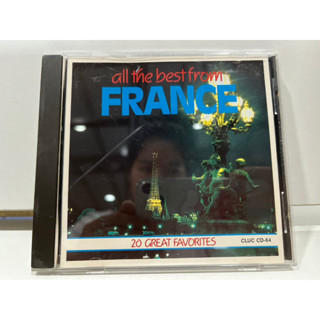 all the best from
FRANCE
20 GREAT FAVORITES
CLUC CD-64